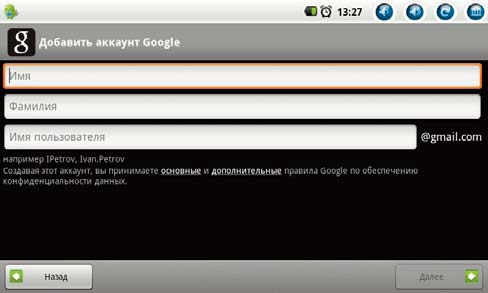 13:27
g Добавить аккаунт Google
Имя
Фамилия
Имя пользователя @gmail.com
например IPetrov, Ivan.Petrov
Создавая этот аккаунт, вы принимаете основные и дополнительные правила Google по обеспечению
конфиденциальности данных.
Назад Далее